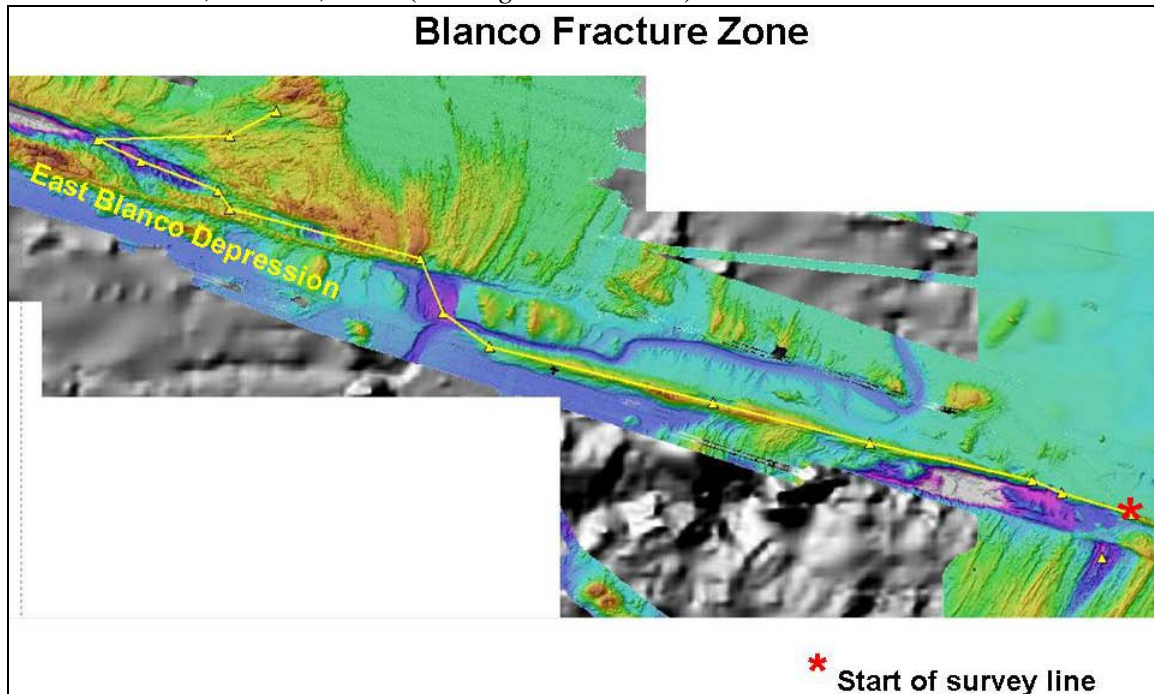 Blanco Fracture Zone
East Blanco Depression
* Start of survey line